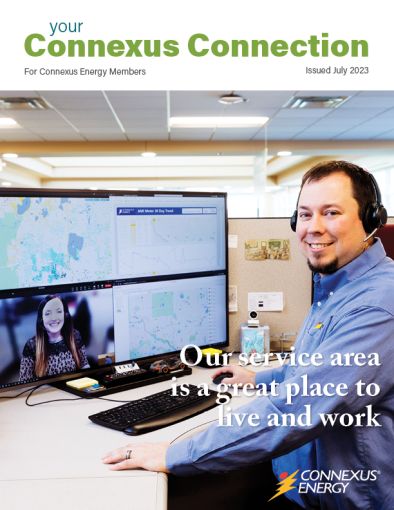 your
Connexus Connection
For Connexus Energy Members
Issued July 2023
AMI Meter 30 Day Trend
Our service area
is a great place to
live and work
CONNEXUS®
ENERGY